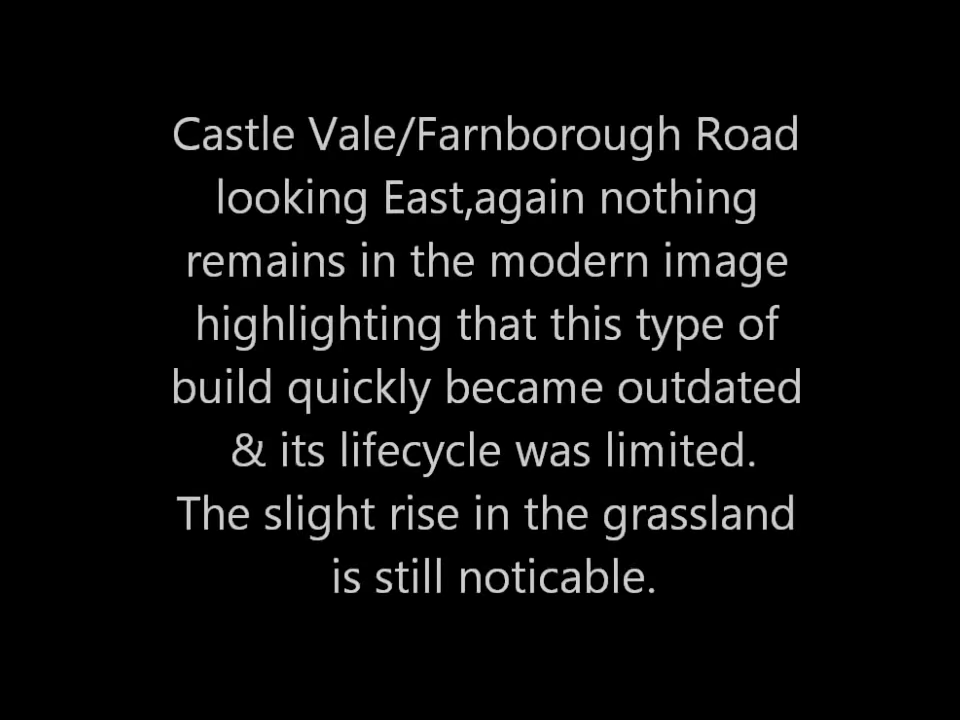 Castle Vale/Farnborough Road
looking East,again nothing
remains in the modern image
highlighting that this type of
build quickly became outdated
& its lifecycle was limited.
The slight rise in the grassland
is still noticable.